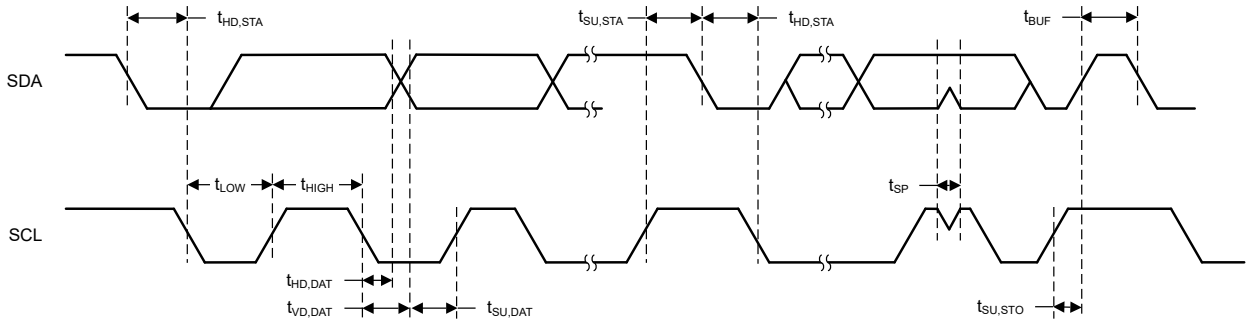 tHD,STA
tSU,STA
tHD,STA
tBUF
SDA
tLOW
tHIGH
tSP
SCL
tHD,DAT
tVD,DAT
tSU,DAT
tSU,STO